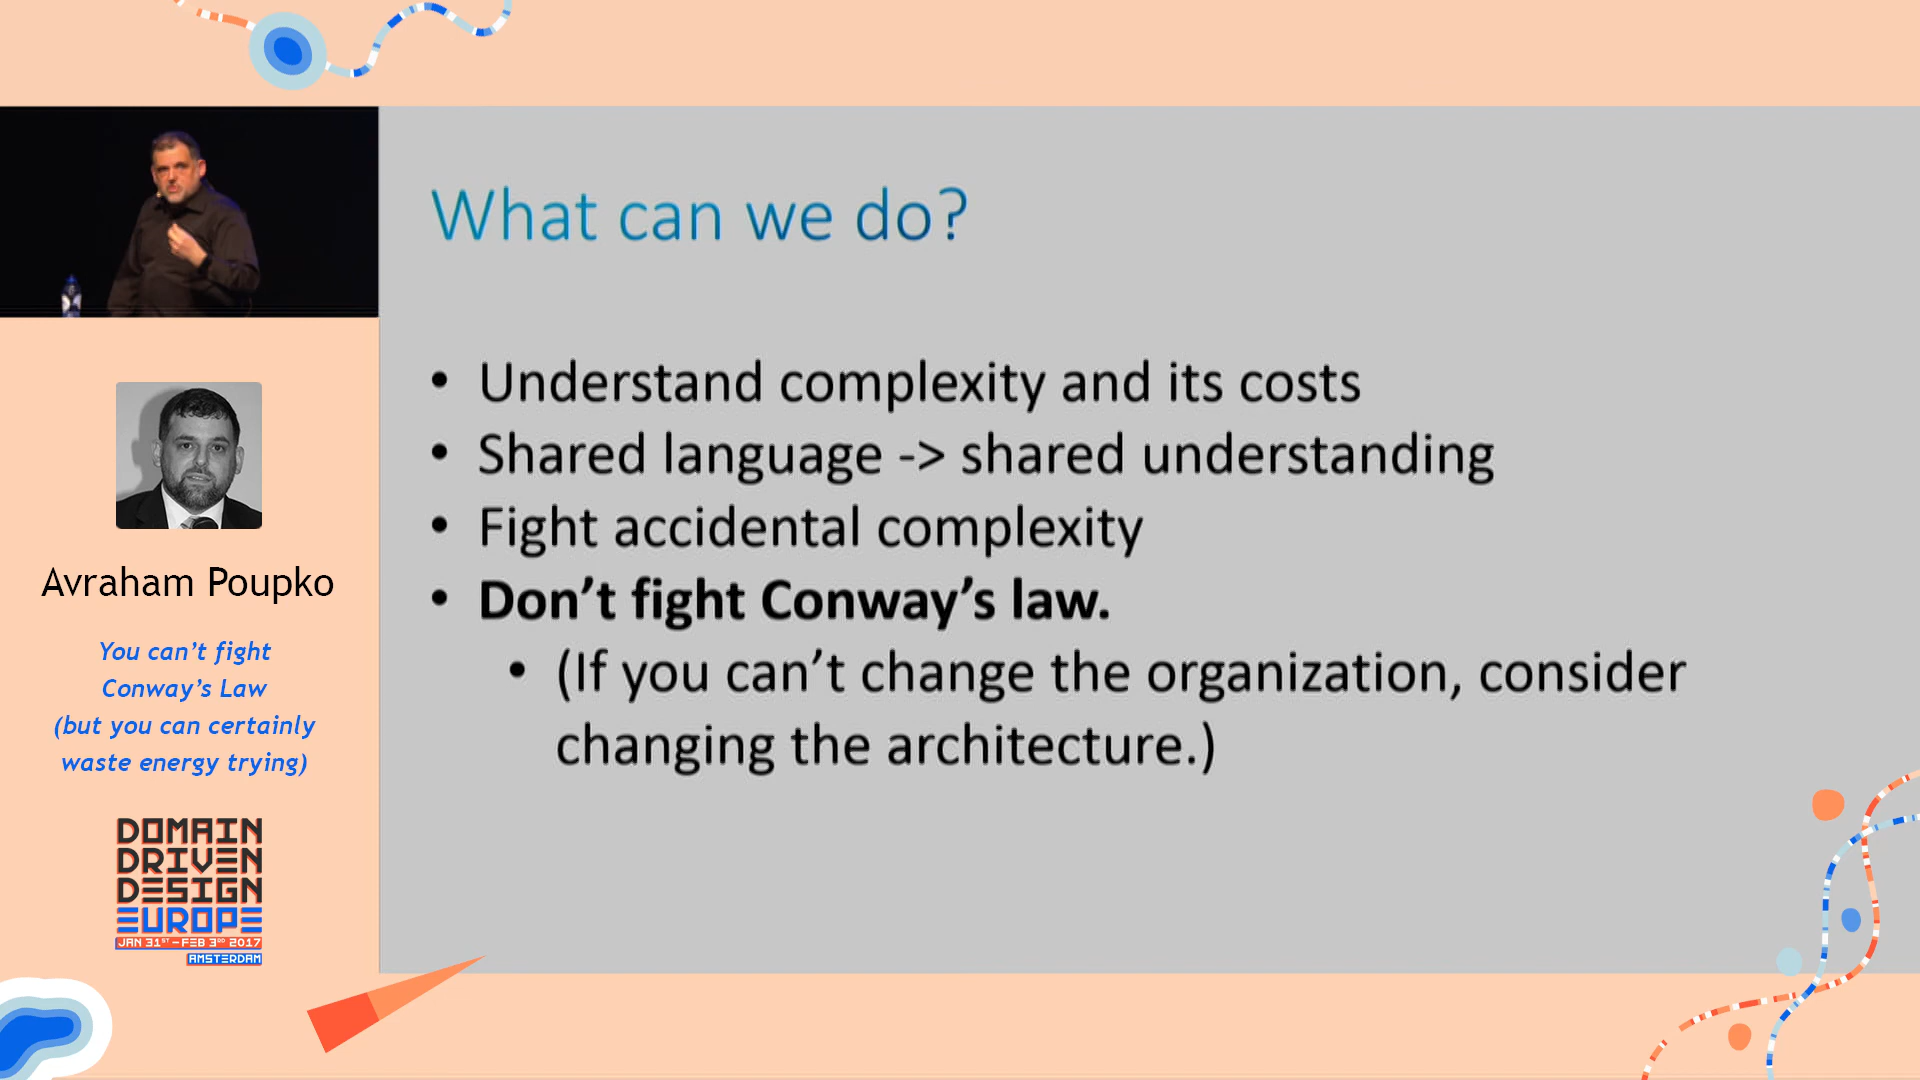 What can we do?
• Understand complexity and its costs
• Shared language -> shared understanding
• Fight accidental complexity
• Don’t fight Conway’s law.
• (If you can’t change the organization, consider
changing the architecture.)
Avraham Poupko
You can’t fight
Conway’s Law
(but you can certainly
waste energy trying)
DOMAIN
DRIVEN
DESIGN
EUROPE
JAN 31ST – FEB 3RD 2017
AMSTERDAM